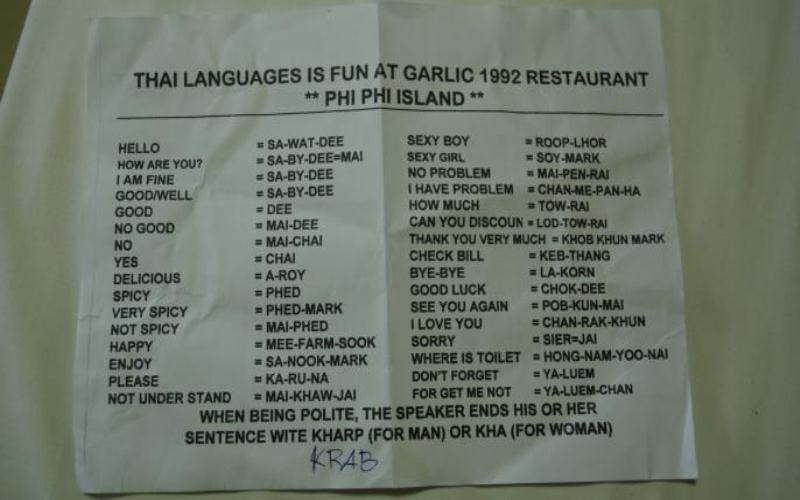 THAI LANGUAGES IS FUN AT GARLIC 1992 RESTAURANT
** PHI PHI ISLAND **
HELLO = SA-WAT-DEE
HOW ARE YOU? = SA-BY-DEE=MAI
I AM FINE = SA-BY-DEE
GOOD/WELL = SA-BY-DEE
GOOD = DEE
NO GOOD = MAI-DEE
NO = MAI-CHAI
YES = CHAI
DELICIOUS = A-ROY
SPICY = PHED
VERY SPICY = PHED-MARK
NOT SPICY = MAI-PHED
HAPPY = MEE-FARM-SOOK
ENJOY = SA-NOOK-MARK
PLEASE = KA-RU-NA
NOT UNDER STAND = MAI-KHAW-JAI
SEXY BOY = ROOP-LHOR
SEXY GIRL = SOY-MARK
NO PROBLEM = MAI-PEN-RAI
I HAVE PROBLEM = CHAN-ME-PAN-HA
HOW MUCH = TOW-RAI
CAN YOU DISCOUN = LOD-TOW-RAI
THANK YOU VERY MUCH = KHOB KHUN MARK
CHECK BILL = KEB-THANG
BYE-BYE = LA-KORN
GOOD LUCK = CHOK-DEE
SEE YOU AGAIN = POB-KUN-MAI
I LOVE YOU = CHAN-RAK-KHUN
SORRY = SIER=JAI
WHERE IS TOILET = HONG-NAM-YOO-NAI
DON'T FORGET = YA-LUEM
FOR GET ME NOT = YA-LUEM-CHAN
WHEN BEING POLITE, THE SPEAKER ENDS HIS OR HER
SENTENCE WITE KHARP (FOR MAN) OR KHA (FOR WOMAN)
KRAB